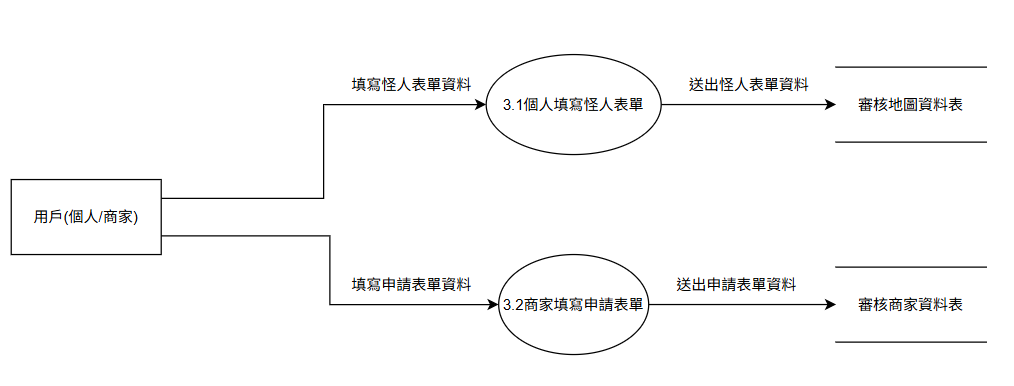 填寫怪人表單資料
3.1個人填寫怪人表單
送出怪人表單資料
審核地圖資料表
用戶(個人/商家)
填寫申請表單資料
3.2商家填寫申請表單
送出申請表單資料
審核商家資料表